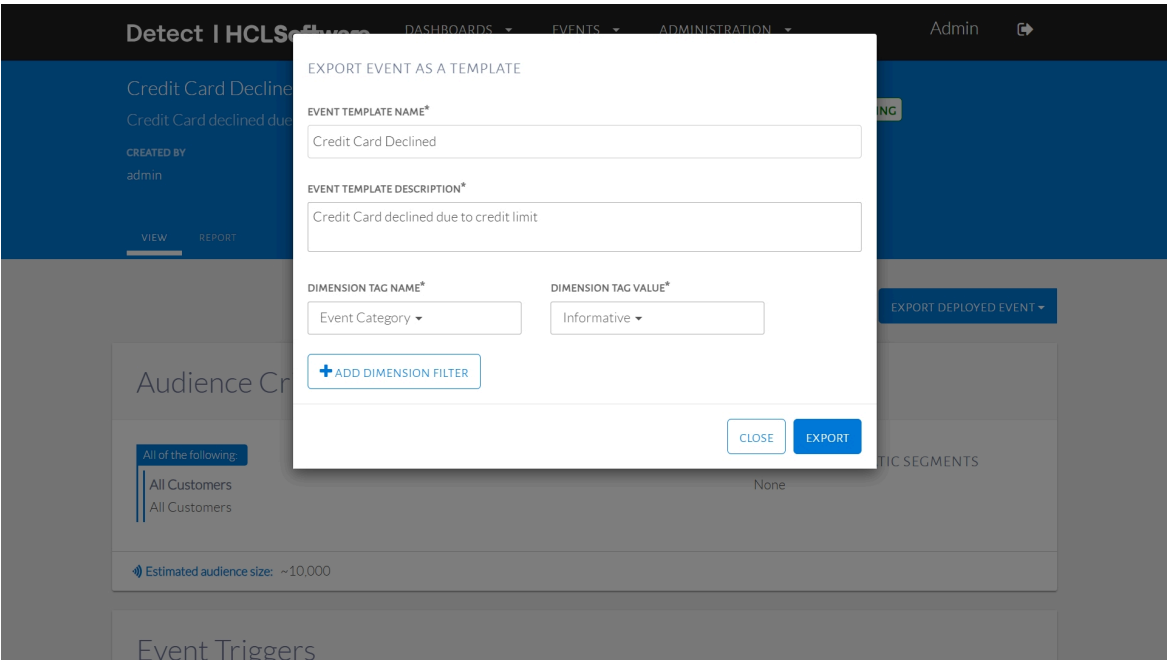 Detect | HCLSoftware DASHBOARDS EVENTS ADMINISTRATION Admin
EXPORT EVENT AS A TEMPLATE
Credit Card Decline
Credit Card declined due
CREATED BY
admin
VIEW REPORT
EVENT TEMPLATE NAME*
Credit Card Declined
EVENT TEMPLATE DESCRIPTION*
Credit Card declined due to credit limit
DIMENSION TAG NAME* DIMENSION TAG VALUE*
Event Category Informative
ADD DIMENSION FILTER
CLOSE EXPORT
ING
EXPORT DEPLOYED EVENT
Audience Cr
All of the following:
All Customers
All Customers
TIC SEGMENTS
None
Estimated audience size: ~10,000
Event Triggers